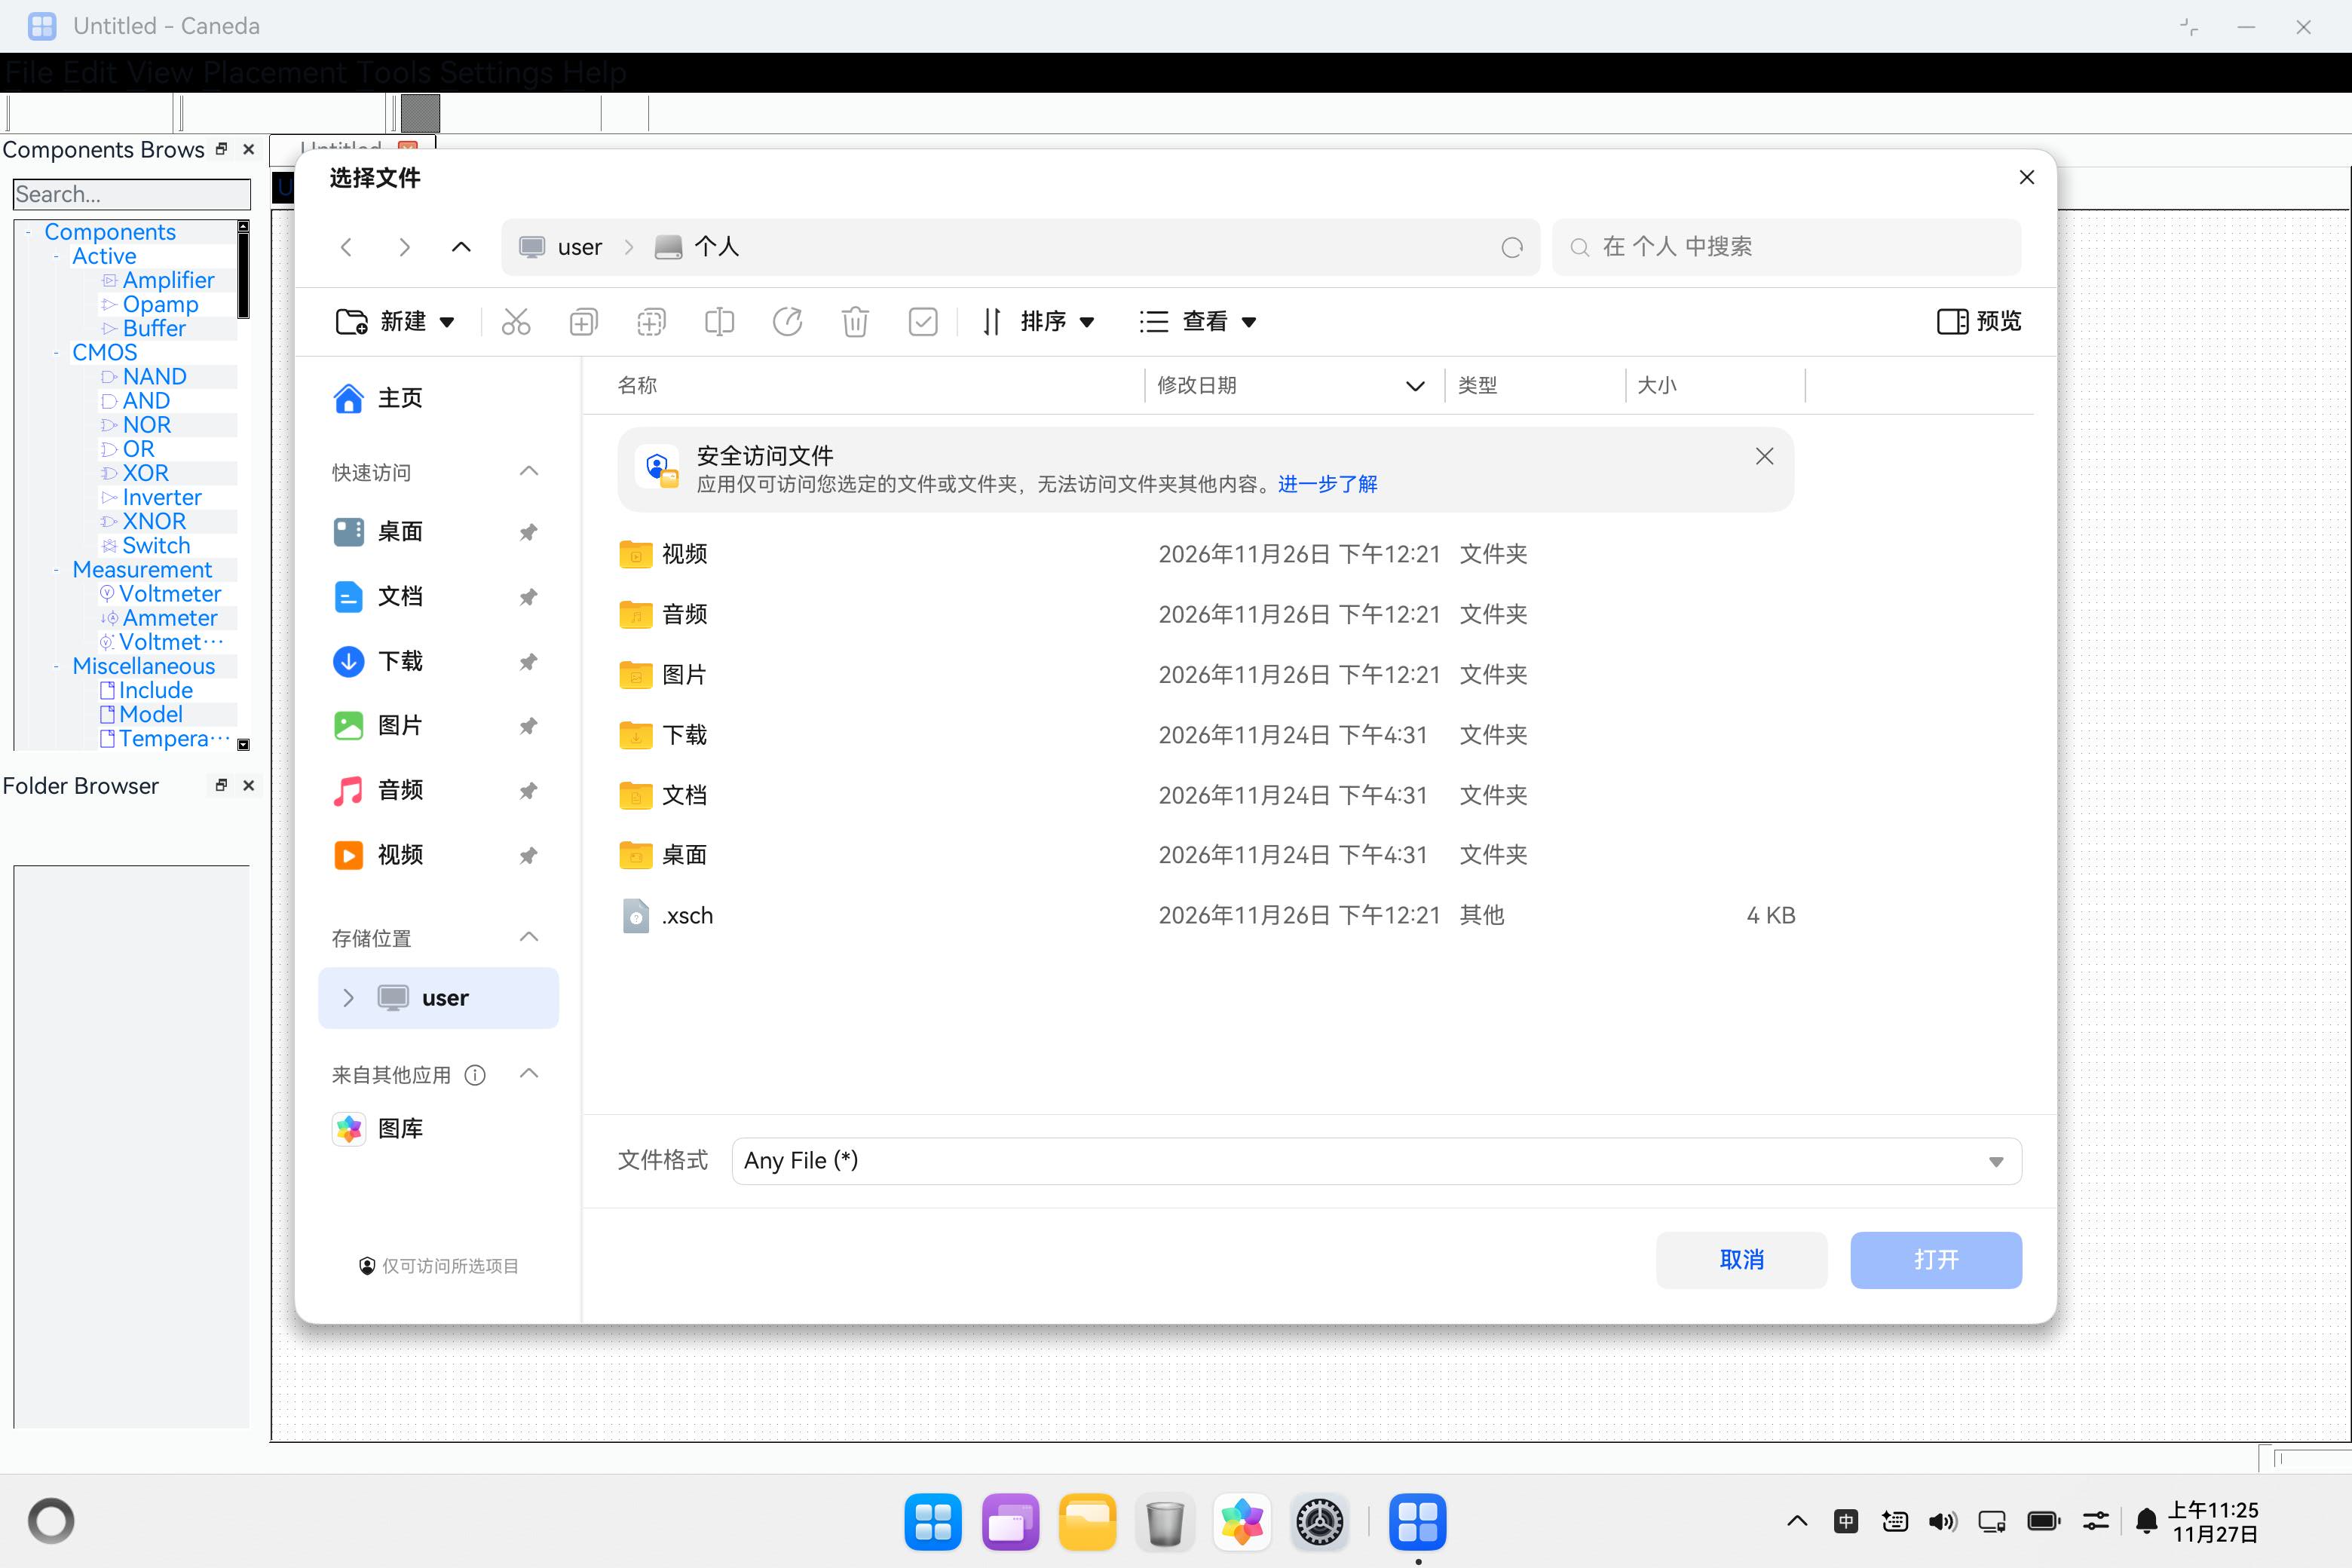 Untitled - Caneda
File Edit View Placement Tools Settings Help
Components Brows
Untitled
Search...
Components
Active
Amplifier
Opamp
Buffer
CMOS
NAND
AND
NOR
OR
XOR
Inverter
XNOR
Switch
Measurement
Voltmeter
Ammeter
Voltmet···
Miscellaneous
Include
Model
Tempera···
Folder Browser
选择文件
user
个人
在 个人 中搜索
新建
排序
查看
预览
主页
快速访问
桌面
文档
下载
图片
音频
视频
存储位置
user
来自其他应用
图库
仅可访问所选项目
名称 修改日期 类型 大小
安全访问文件
应用仅可访问您选定的文件或文件夹，无法访问文件夹其他内容。进一步了解
视频 2026年11月26日 下午12:21 文件夹
音频 2026年11月26日 下午12:21 文件夹
图片 2026年11月26日 下午12:21 文件夹
下载 2026年11月24日 下午4:31 文件夹
文档 2026年11月24日 下午4:31 文件夹
桌面 2026年11月24日 下午4:31 文件夹
.xsch 2026年11月26日 下午12:21 其他 4 KB
文件格式 Any File (*)
取消
打开
中
上午11:25
11月27日